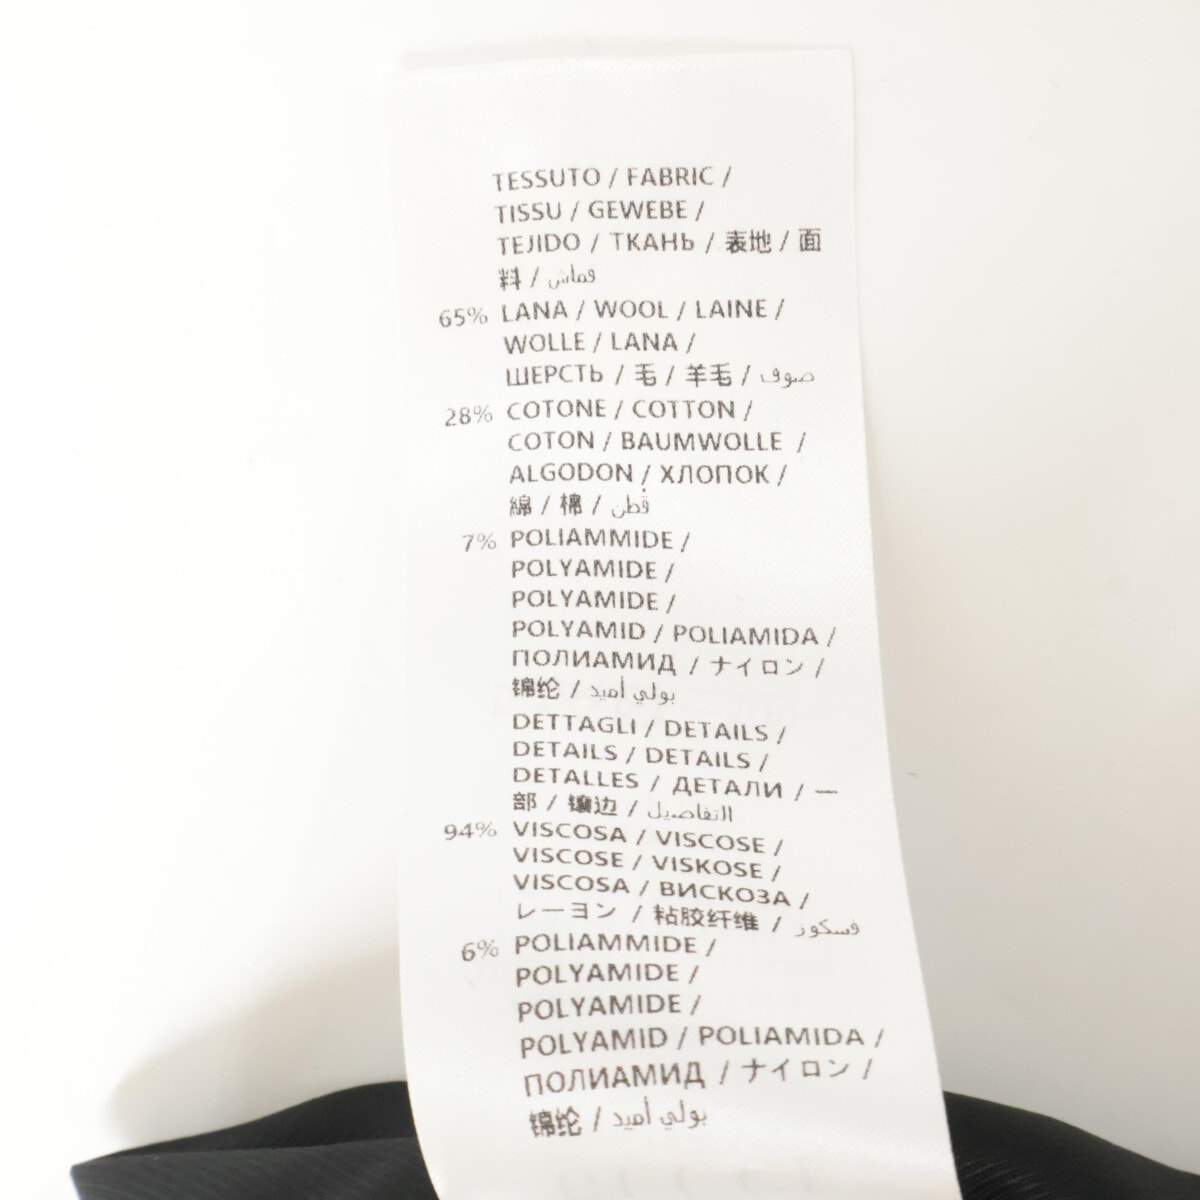 TESSUTO / FABRIC /
TISSU / GEWEBE /
TEJIDO / ТКАНЬ / 表地 / 面
料 / قماش
65% LANA / WOOL / LAINE /
WOLLE / LANA /
ШЕРСТЬ / 毛 / 羊毛 / صوف
28% COTONE / COTTON /
COTON / BAUMWOLLE /
ALGODON / ХЛОПОК /
綿 / 棉 / قطن
7% POLIAMMIDE /
POLYAMIDE /
POLYAMIDE /
POLYAMID / POLIAMIDA /
ПОЛИАМИД / ナイロン /
锦纶 / بولي أميد
DETTAGLI / DETAILS /
DETAILS / DETAILS /
DETALLES / ДЕТАЛИ / 一
部 / 镶边 / التفاصيل
94% VISCOSA / VISCOSE /
VISCOSE / VISKOSE /
VISCOSA / ВИСКОЗА /
レーヨン / 粘胶纤维 / فسكوز
6% POLIAMMIDE /
POLYAMIDE /
POLYAMIDE /
POLYAMID / POLIAMIDA /
ПОЛИАМИД / ナイロン /
锦纶 / بولي أميد